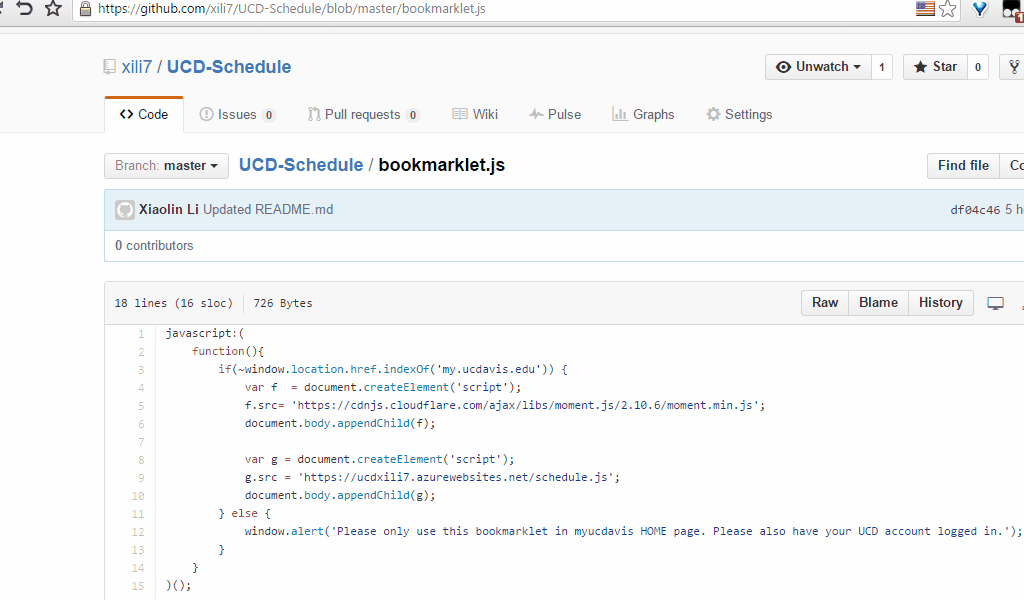 https://github.com/xili7/UCD-Schedule/blob/master/bookmarklet.js
xili7 / UCD-Schedule
Unwatch 1 Star 0
Code Issues 0 Pull requests 0 Wiki Pulse Graphs Settings
Branch: master UCD-Schedule / bookmarklet.js Find file
Xiaolin Li Updated README.md df04c46 5
0 contributors
18 lines (16 sloc) 726 Bytes Raw Blame History
1 javascript:(
2 function(){
3 if(~window.location.href.indexOf('my.ucdavis.edu')) {
4 var f  = document.createElement('script');
5 f.src= 'https://cdnjs.cloudflare.com/ajax/libs/moment.js/2.10.6/moment.min.js';
6 document.body.appendChild(f);
7
8 var g = document.createElement('script');
9 g.src = 'https://ucdxili7.azurewebsites.net/schedule.js';
10 document.body.appendChild(g);
11 } else {
12 window.alert('Please only use this bookmarklet in myucdavis HOME page. Please also have your UCD account logged in.');
13 }
14 }
15 )();